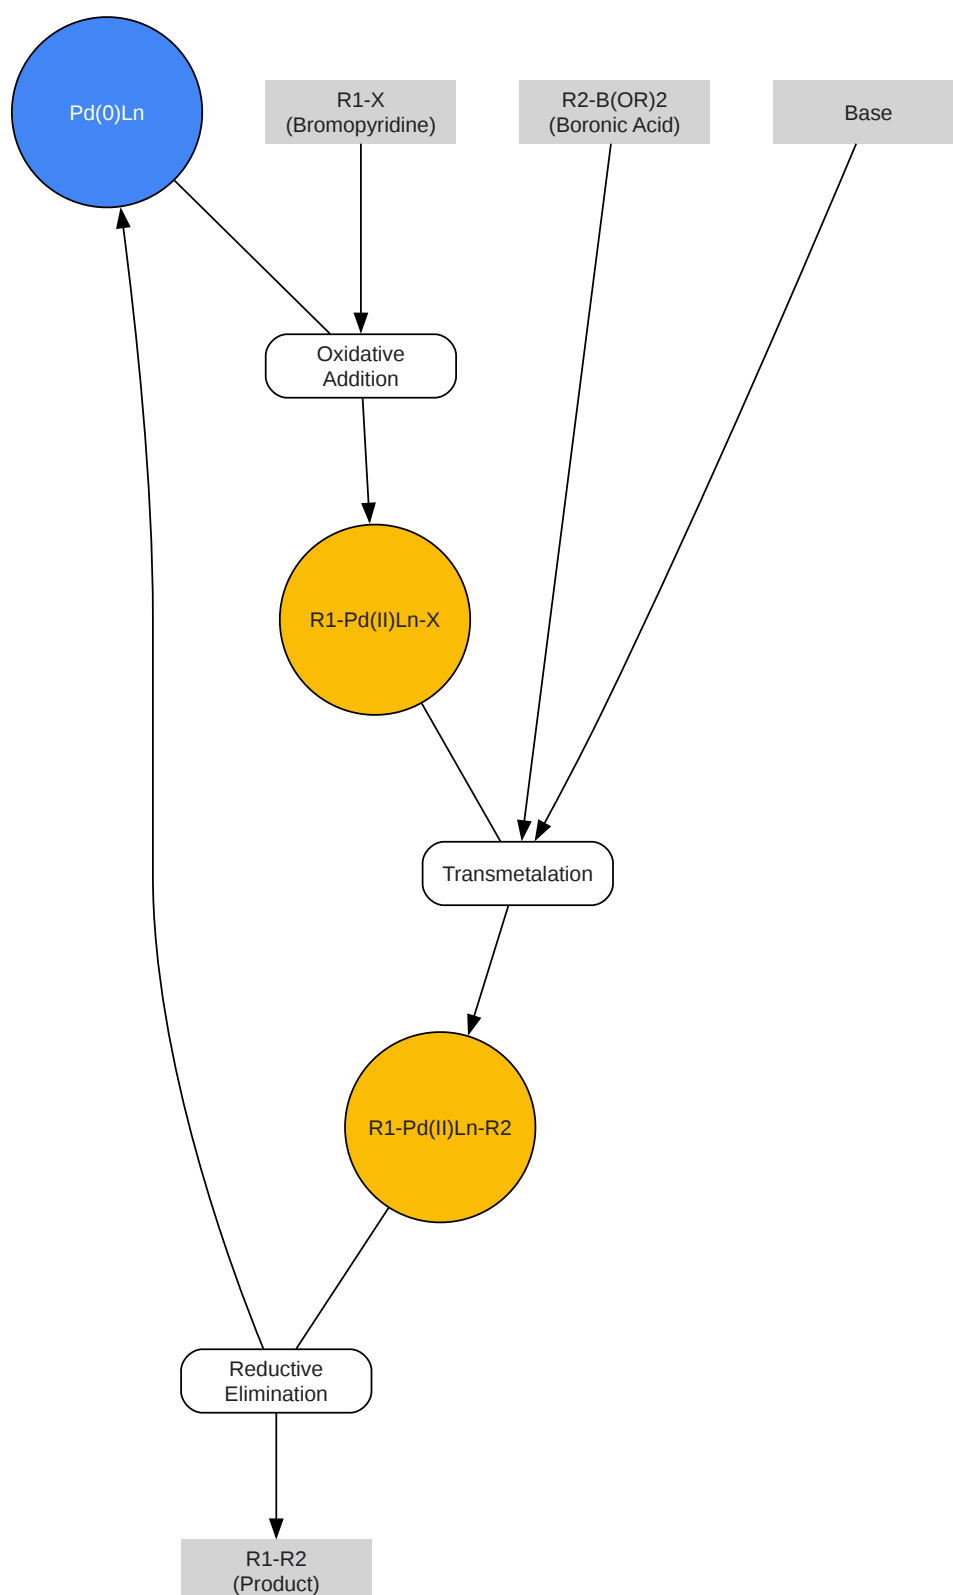 Pd(0)Ln
R1-X
(Bromopyridine)
R2-B(OR)2
(Boronic Acid)
Base
Oxidative
Addition
R1-Pd(II)Ln-X
Transmetalation
R1-Pd(II)Ln-R2
Reductive
Elimination
R1-R2
(Product)